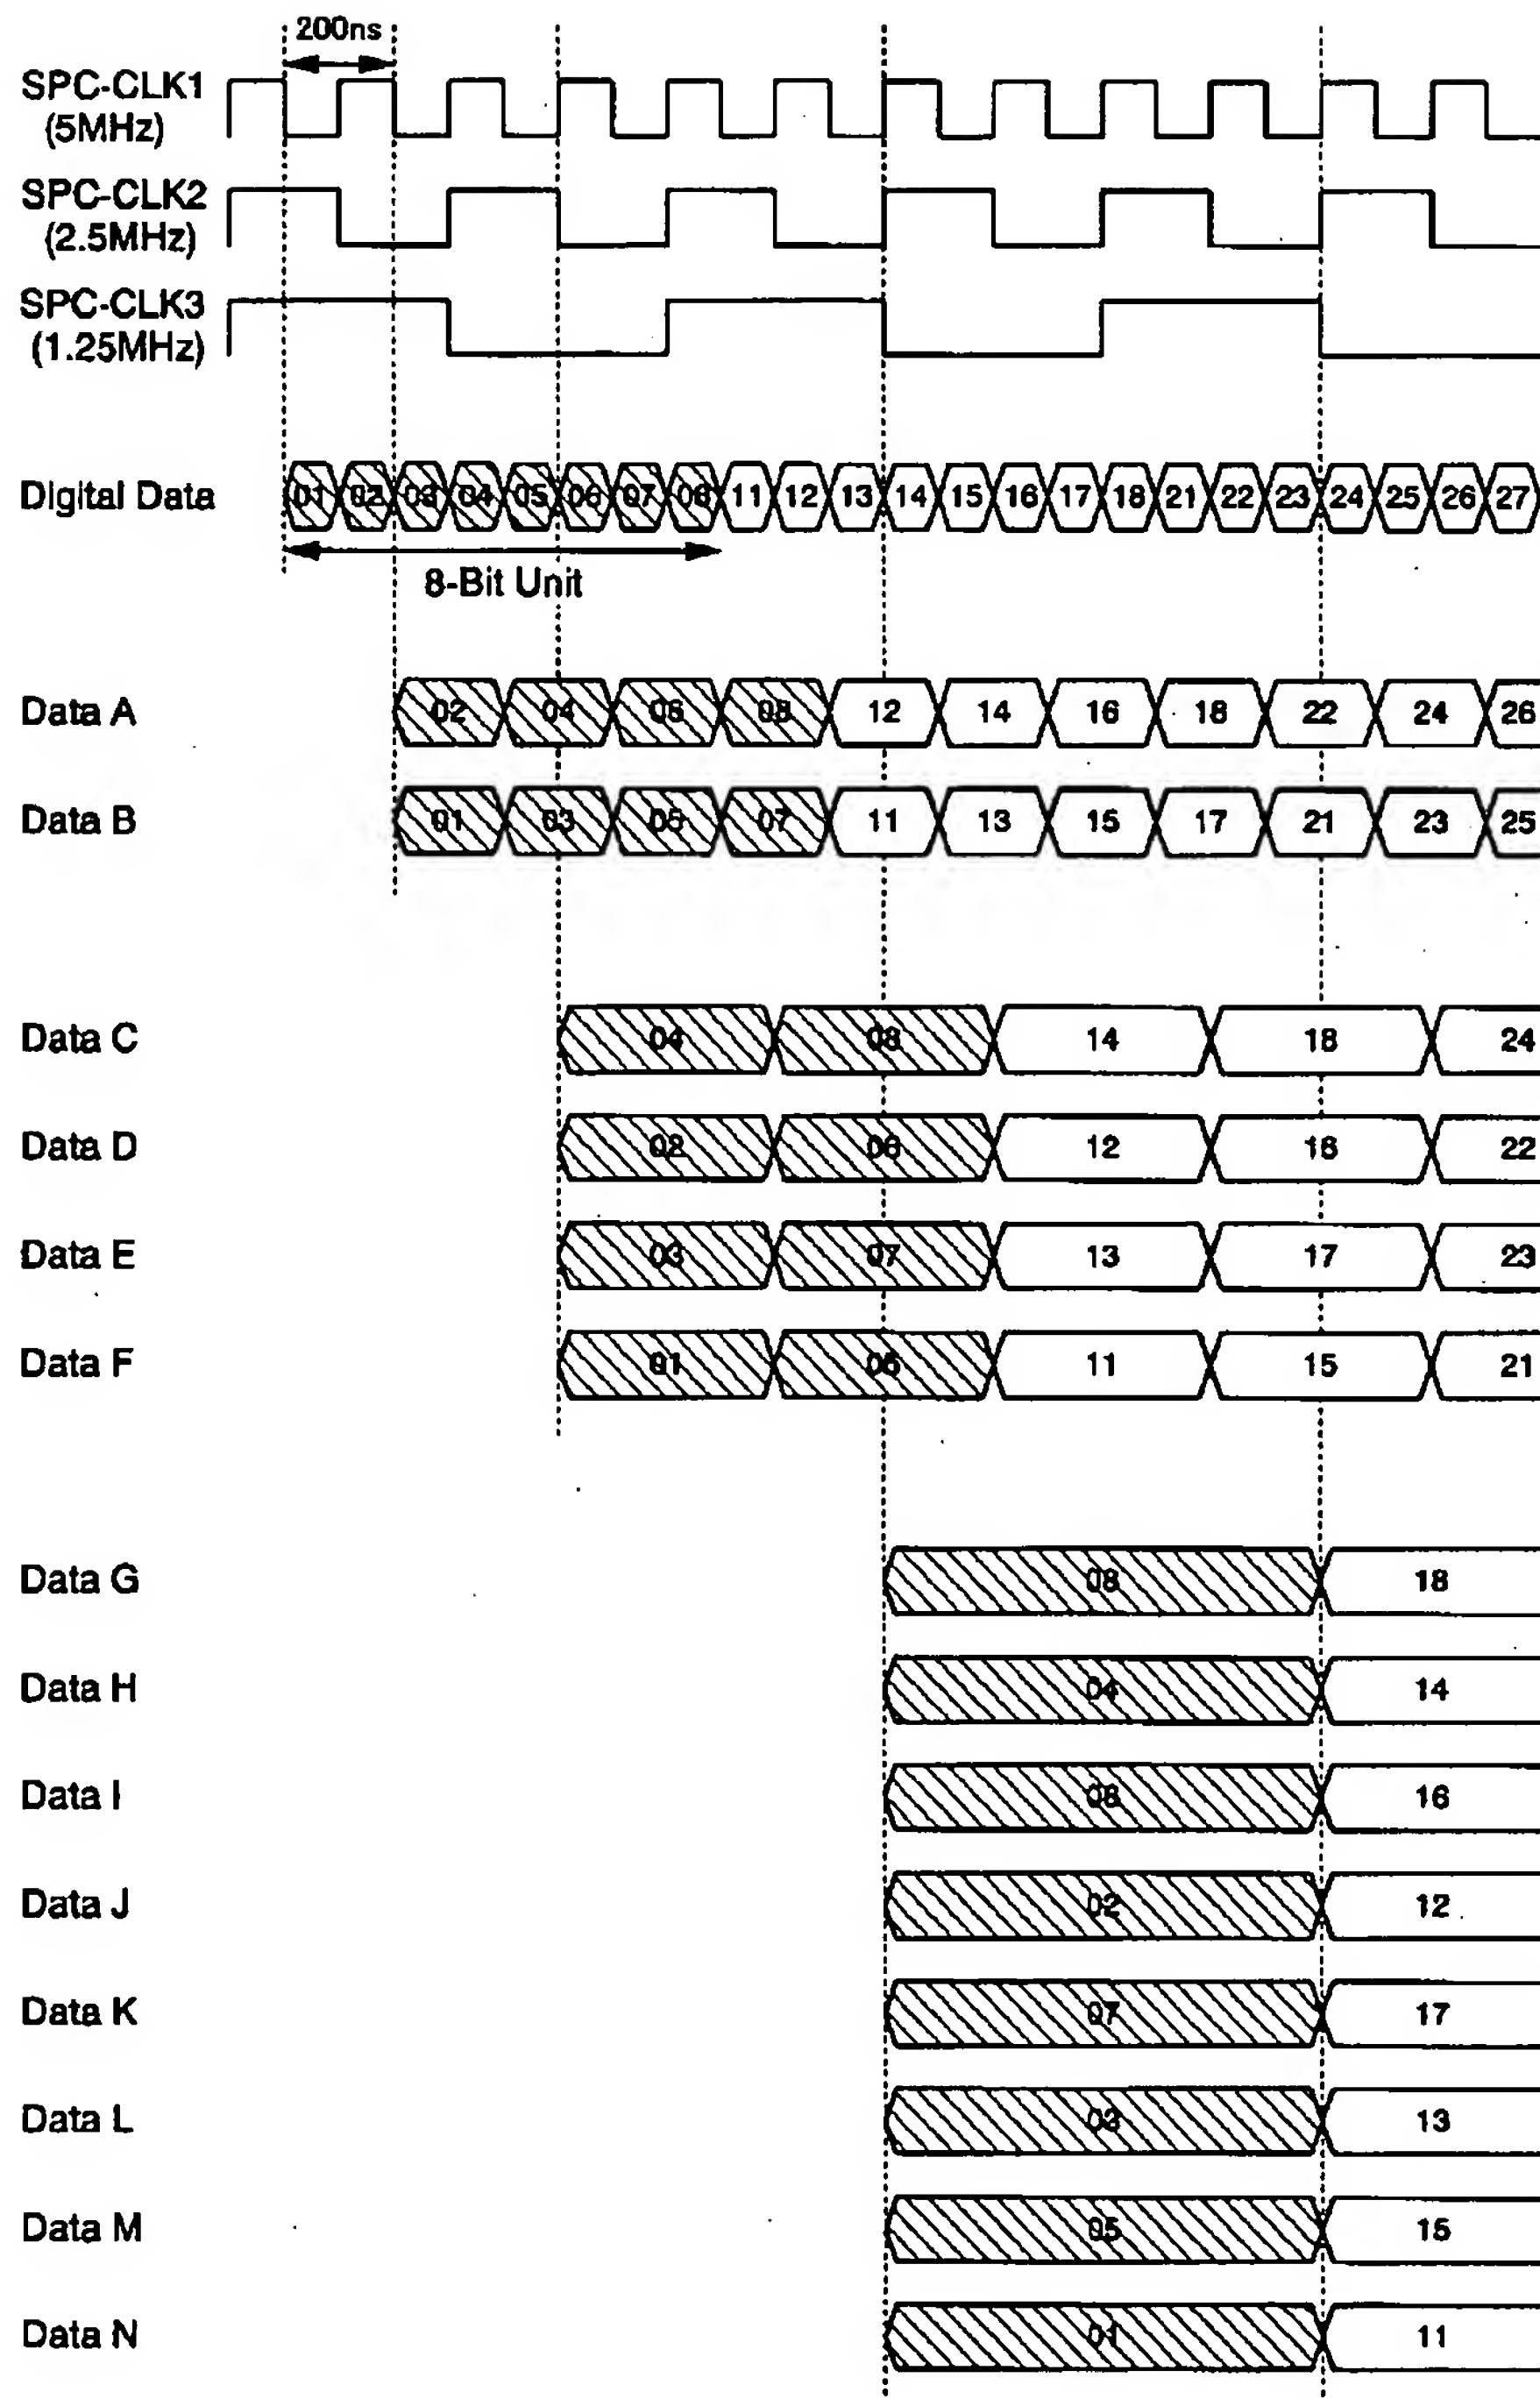 200ns
SPC-CLK1
(5MHz)
SPC-CLK2
(2.5MHz)
SPC-CLK3
(1.25MHz)
Digital Data 01 02 03 04 05 06 07 08 11 12 13 14 15 16 17 18 21 22 23 24 25 26 27
8-Bit Unit
Data A 02 04 06 08 12 14 16 18 22 24 26
Data B 01 03 05 07 11 13 15 17 21 23 25
Data C 04 08 14 18 24
Data D 02 06 12 16 22
Data E 03 07 13 17 23
Data F 01 05 11 15 21
Data G 08 18
Data H 04 14
Data I 06 16
Data J 02 12
Data K 07 17
Data L 03 13
Data M 05 15
Data N 01 11